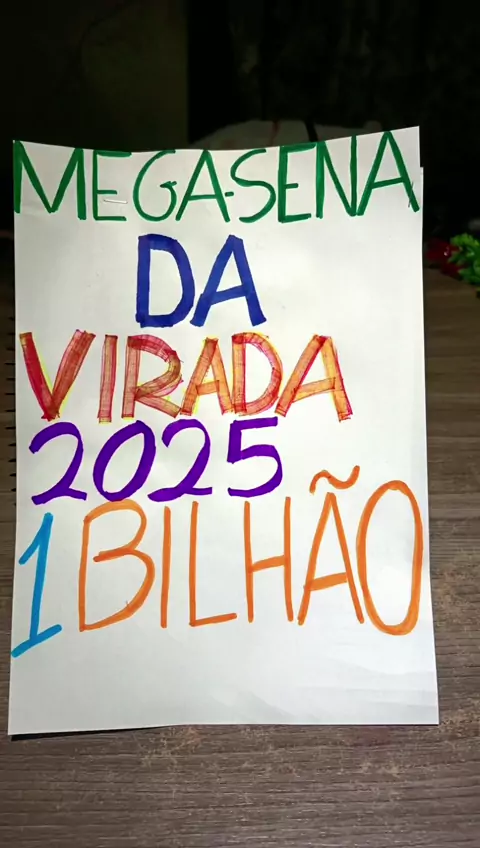 MEGA-SENA
DA
VIRADA
2025
1 BILHÃO